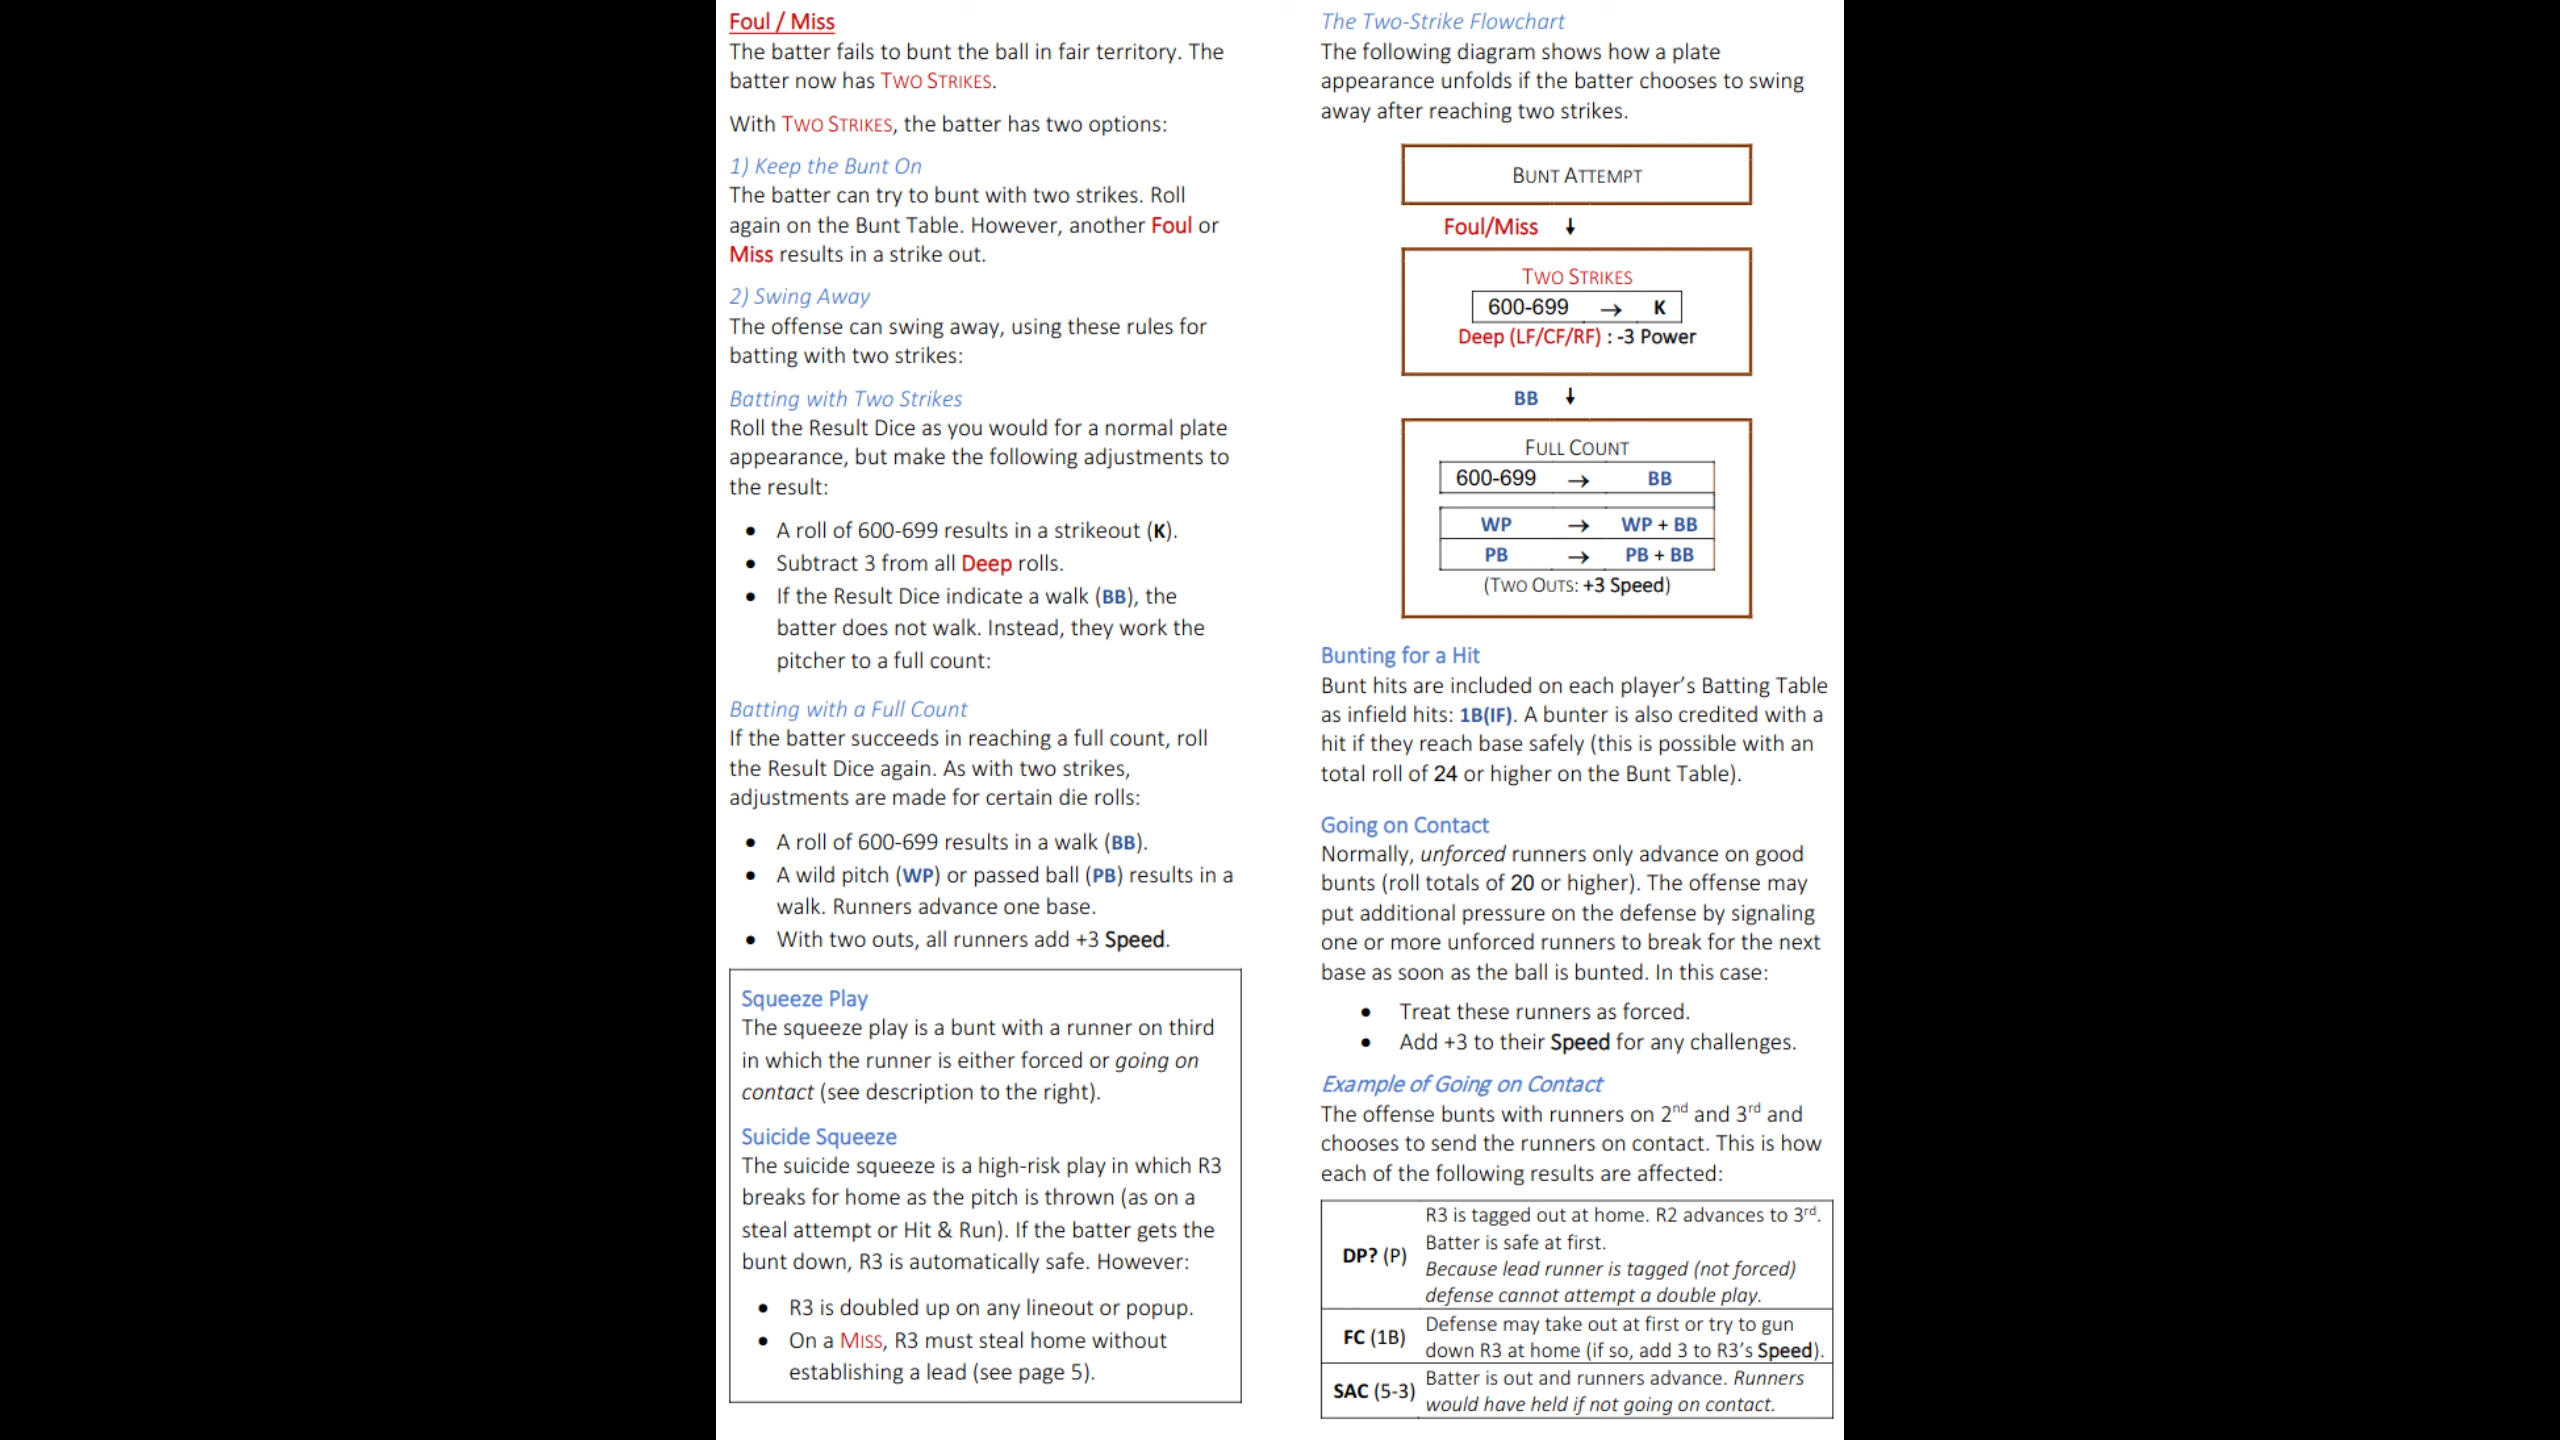 Foul / Miss
The batter fails to bunt the ball in fair territory. The
batter now has TWO STRIKES.
With TWO STRIKES, the batter has two options:
1) Keep the Bunt On
The batter can try to bunt with two strikes. Roll
again on the Bunt Table. However, another Foul or
Miss results in a strike out.
2) Swing Away
The offense can swing away, using these rules for
batting with two strikes:
Batting with Two Strikes
Roll the Result Dice as you would for a normal plate
appearance, but make the following adjustments to
the result:
• A roll of 600-699 results in a strikeout (K).
• Subtract 3 from all Deep rolls.
• If the Result Dice indicate a walk (BB), the
batter does not walk. Instead, they work the
pitcher to a full count:
Batting with a Full Count
If the batter succeeds in reaching a full count, roll
the Result Dice again. As with two strikes,
adjustments are made for certain die rolls:
• A roll of 600-699 results in a walk (BB).
• A wild pitch (WP) or passed ball (PB) results in a
walk. Runners advance one base.
• With two outs, all runners add +3 Speed.
Squeeze Play
The squeeze play is a bunt with a runner on third
in which the runner is either forced or going on
contact (see description to the right).
Suicide Squeeze
The suicide squeeze is a high-risk play in which R3
breaks for home as the pitch is thrown (as on a
steal attempt or Hit & Run). If the batter gets the
bunt down, R3 is automatically safe. However:
• R3 is doubled up on any lineout or popup.
• On a MISS, R3 must steal home without
establishing a lead (see page 5).
The Two-Strike Flowchart
The following diagram shows how a plate
appearance unfolds if the batter chooses to swing
away after reaching two strikes.
BUNT ATTEMPT
Foul/Miss ↓
TWO STRIKES
600-699 → K
Deep (LF/CF/RF) : -3 Power
BB ↓
FULL COUNT
600-699 → BB
WP → WP + BB
PB → PB + BB
(TWO OUTS: +3 Speed)
Bunting for a Hit
Bunt hits are included on each player's Batting Table
as infield hits: 1B(IF). A bunter is also credited with a
hit if they reach base safely (this is possible with an
total roll of 24 or higher on the Bunt Table).
Going on Contact
Normally, unforced runners only advance on good
bunts (roll totals of 20 or higher). The offense may
put additional pressure on the defense by signaling
one or more unforced runners to break for the next
base as soon as the ball is bunted. In this case:
• Treat these runners as forced.
• Add +3 to their Speed for any challenges.
Example of Going on Contact
The offense bunts with runners on 2nd and 3rd and
chooses to send the runners on contact. This is how
each of the following results are affected:
DP? (P)
R3 is tagged out at home. R2 advances to 3rd.
Batter is safe at first.
Because lead runner is tagged (not forced)
defense cannot attempt a double play.
FC (1B)
Defense may take out at first or try to gun
down R3 at home (if so, add 3 to R3's Speed).
SAC (5-3)
Batter is out and runners advance. Runners
would have held if not going on contact.